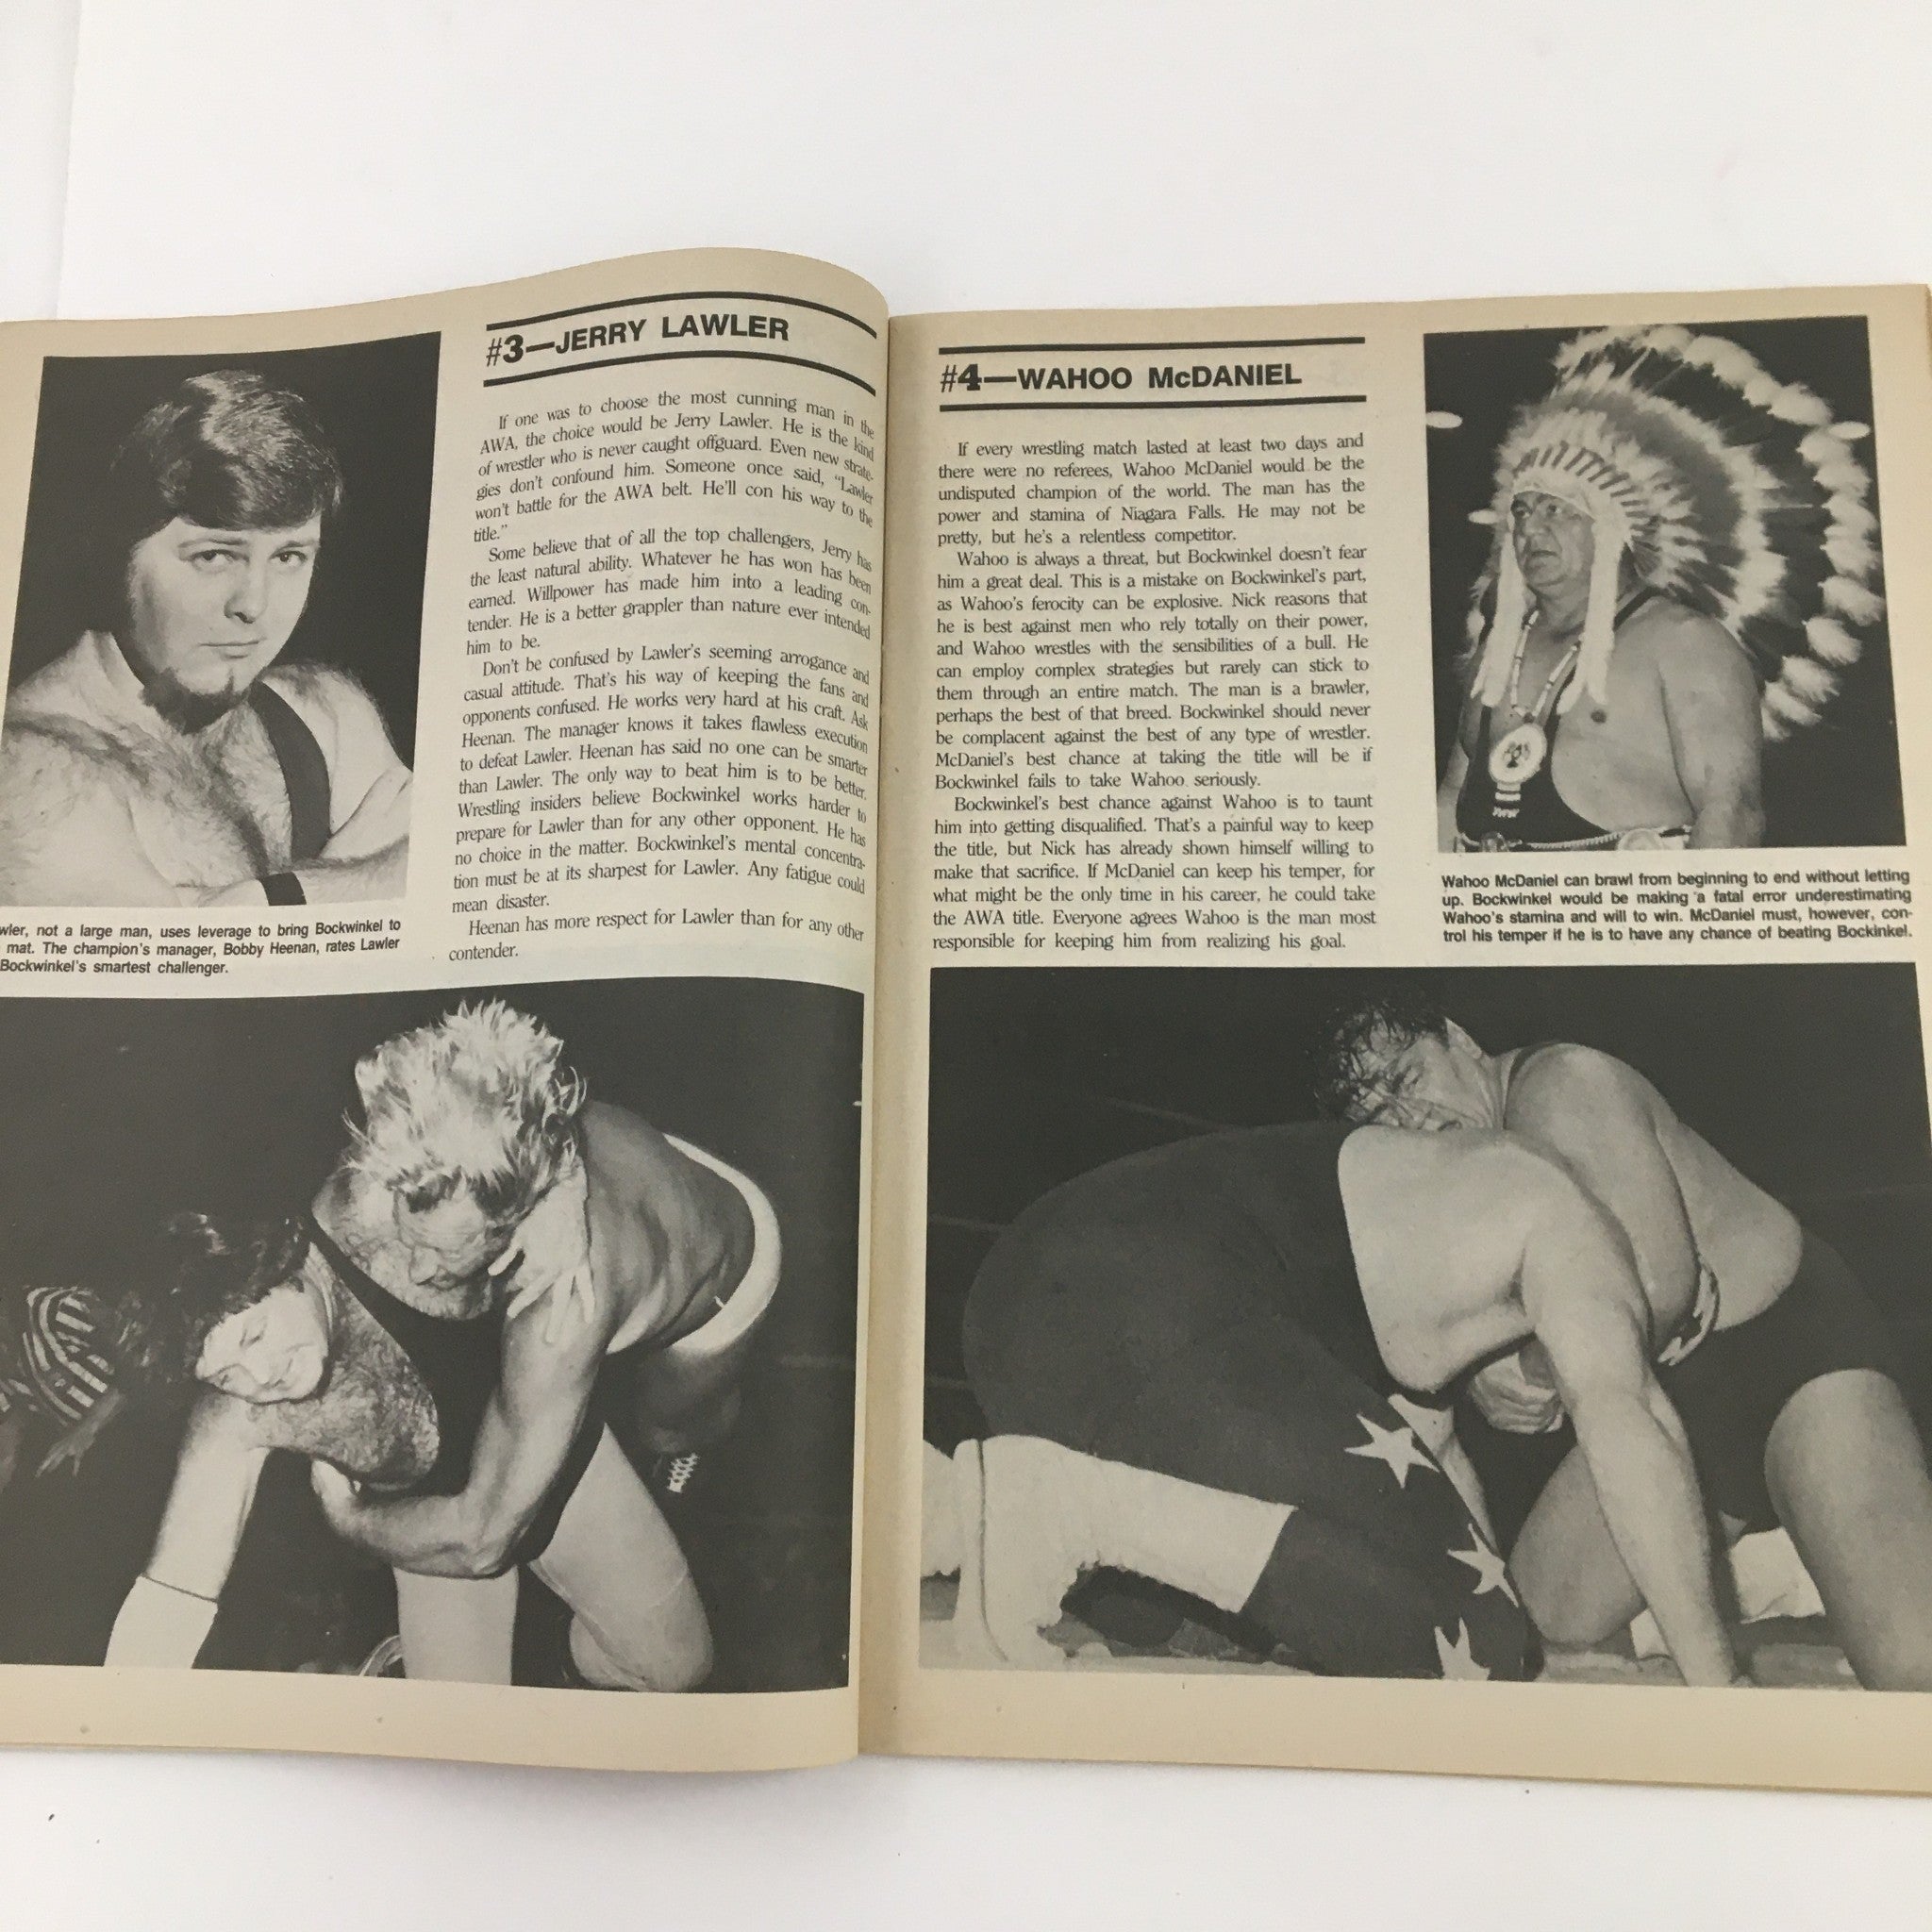 #3—JERRY LAWLER
If one was to choose the most cunning man in the
AWA, the choice would be Jerry Lawler. He is the kind
of wrestler who is never caught offguard. Even new strate-
gies don't confound him. Someone once said, "Lawler
won't battle for the AWA belt. He'll con his way to the
title."
Some believe that of all the top challengers, Jerry has
the least natural ability. Whatever he has won has been
earned. Willpower has made him into a leading con-
tender. He is a better grappler than nature ever intended
him to be.
Don't be confused by Lawler's seeming arrogance and
casual attitude. That's his way of keeping the fans and
opponents confused. He works very hard at his craft. Ask
Heenan. The manager knows it takes flawless execution
to defeat Lawler. Heenan has said no one can be smarter
than Lawler. The only way to beat him is to be better.
Wrestling insiders believe Bockwinkel works harder to
prepare for Lawler than for any other opponent. He has
no choice in the matter. Bockwinkel's mental concentra-
tion must be at its sharpest for Lawler. Any fatigue could
mean disaster.
Heenan has more respect for Lawler than for any other
contender.
wler, not a large man, uses leverage to bring Bockwinkel to
mat. The champion's manager, Bobby Heenan, rates Lawler
Bockwinkel's smartest challenger.
#4—WAHOO McDANIEL
If every wrestling match lasted at least two days and
there were no referees, Wahoo McDaniel would be the
undisputed champion of the world. The man has the
power and stamina of Niagara Falls. He may not be
pretty, but he's a relentless competitor.
Wahoo is always a threat, but Bockwinkel doesn't fear
him a great deal. This is a mistake on Bockwinkel's part,
as Wahoo's ferocity can be explosive. Nick reasons that
he is best against men who rely totally on their power,
and Wahoo wrestles with the sensibilities of a bull. He
can employ complex strategies but rarely can stick to
them through an entire match. The man is a brawler,
perhaps the best of that breed. Bockwinkel should never
be complacent against the best of any type of wrestler.
McDaniel's best chance at taking the title will be if
Bockwinkel fails to take Wahoo seriously.
Bockwinkel's best chance against Wahoo is to taunt
him into getting disqualified. That's a painful way to keep
the title, but Nick has already shown himself willing to
make that sacrifice. If McDaniel can keep his temper, for
what might be the only time in his career, he could take
the AWA title. Everyone agrees Wahoo is the man most
responsible for keeping him from realizing his goal.
Wahoo McDaniel can brawl from beginning to end without letting
up. Bockwinkel would be making a fatal error underestimating
Wahoo's stamina and will to win. McDaniel must, however, con-
trol his temper if he is to have any chance of beating Bockinkel.